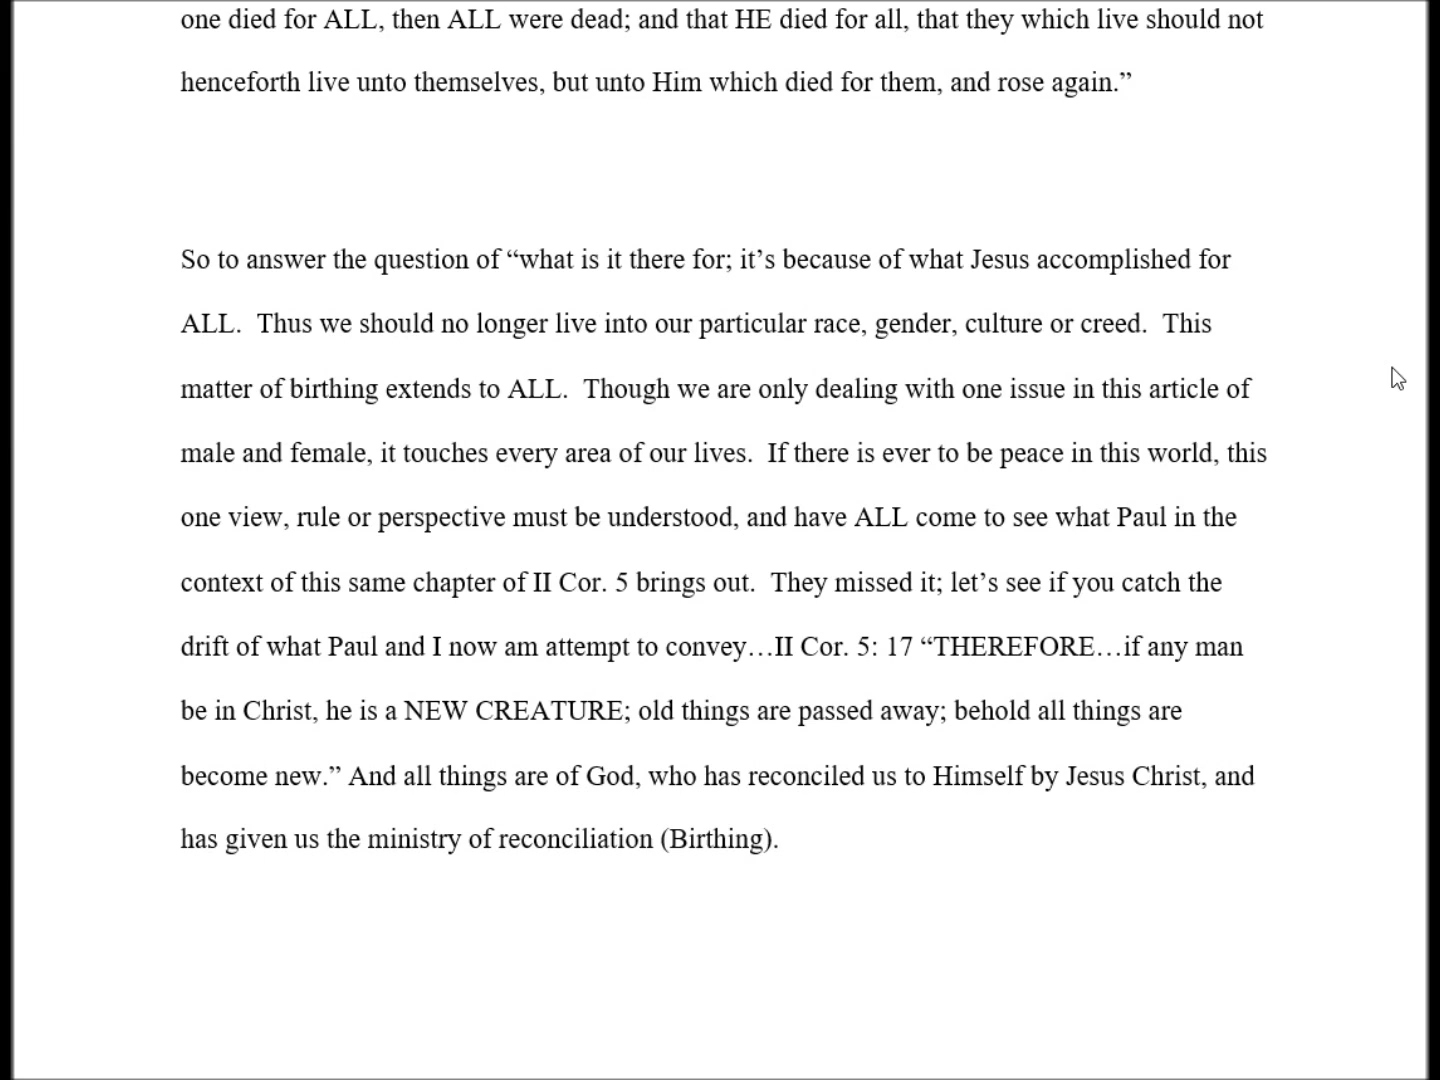 one died for ALL, then ALL were dead; and that HE died for all, that they which live should not
henceforth live unto themselves, but unto Him which died for them, and rose again.”
So to answer the question of “what is it there for; it’s because of what Jesus accomplished for
ALL.  Thus we should no longer live into our particular race, gender, culture or creed.  This
matter of birthing extends to ALL.  Though we are only dealing with one issue in this article of
male and female, it touches every area of our lives.  If there is ever to be peace in this world, this
one view, rule or perspective must be understood, and have ALL come to see what Paul in the
context of this same chapter of II Cor. 5 brings out.  They missed it; let’s see if you catch the
drift of what Paul and I now am attempt to convey…II Cor. 5: 17 “THEREFORE…if any man
be in Christ, he is a NEW CREATURE; old things are passed away; behold all things are
become new.” And all things are of God, who has reconciled us to Himself by Jesus Christ, and
has given us the ministry of reconciliation (Birthing).